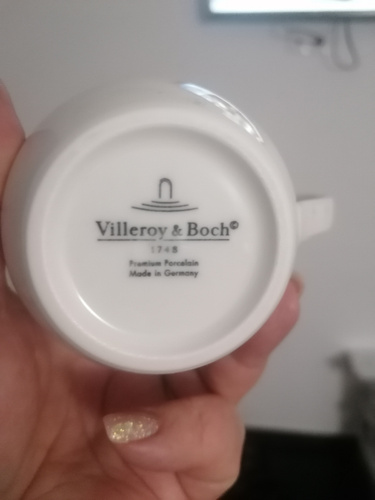 Villeroy & Boch©
1748
Premium Porcelain
Made in Germany